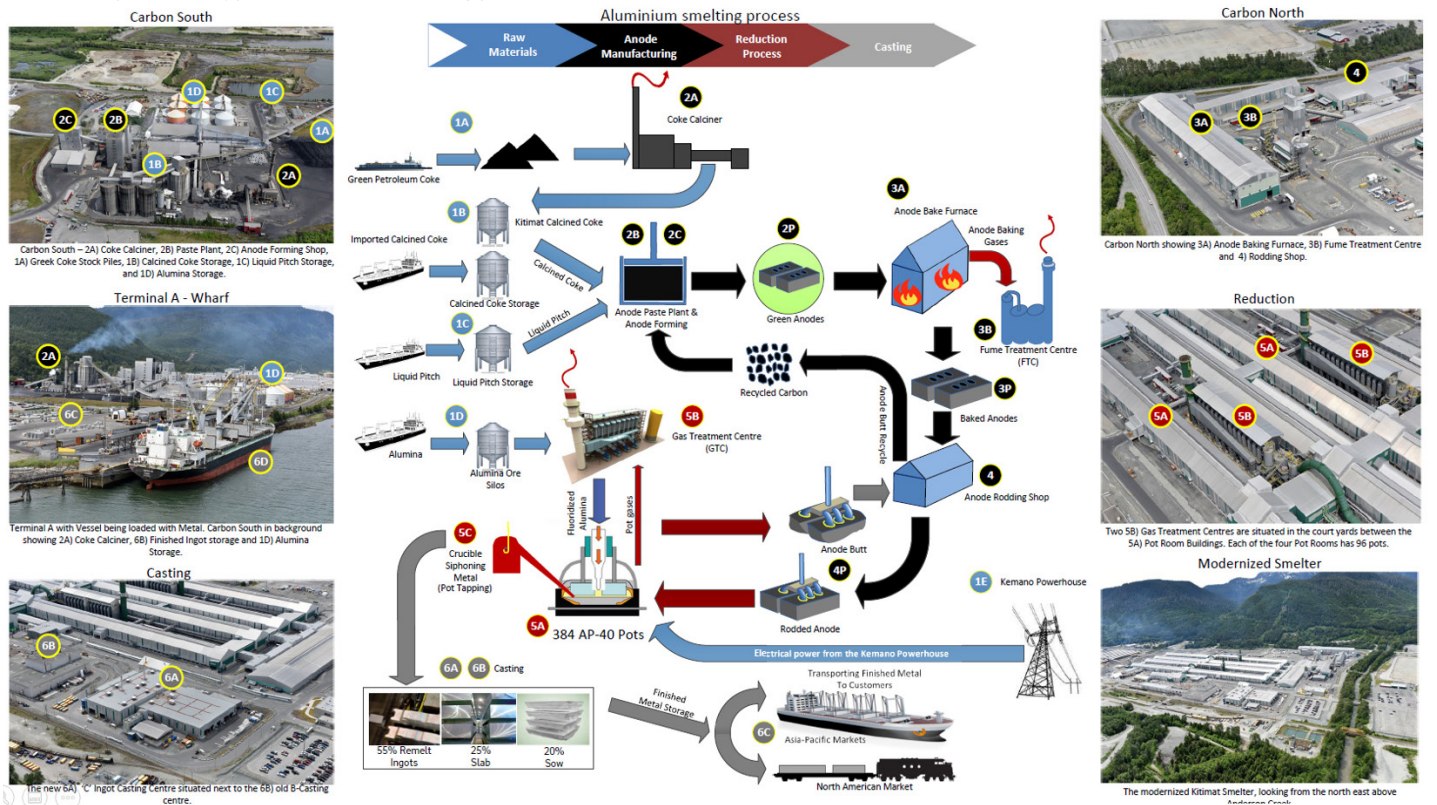 Aluminium smelting process
Raw
Materials
Anode
Manufacturing
Reduction
Process
Casting
Carbon South
1D
1C
2C
2B
1A
1B
2A
Carbon South – 2A) Coke Calciner, 2B) Paste Plant, 2C) Anode Forming Shop,
1A) Greek Coke Stock Piles, 1B) Calcined Coke Storage, 1C) Liquid Pitch Storage,
and 1D) Alumina Storage.
Terminal A - Wharf
2A
1D
6C
6D
Terminal A with Vessel being loaded with Metal. Carbon South in background
showing 2A) Coke Calciner, 6B) Finished Ingot storage and 1D) Alumina
Storage.
Casting
6B
6A
The new 6A) 'C' Ingot Casting Centre situated next to the 6B) old B-Casting
centre.
1A
Green Petroleum Coke
2A
Coke Calciner
1B
Kitimat Calcined Coke
Imported Calcined Coke
Calcined Coke Storage
Calcined Coke
1C
Liquid Pitch
Liquid Pitch
Liquid Pitch Storage
2B
2C
Anode Paste Plant &
Anode Forming
2P
Green Anodes
3A
Anode Bake Furnace
Anode Baking
Gases
3B
Fume Treatment Centre
(FTC)
3P
Baked Anodes
Recycled Carbon
Anode Butt Recycle
1D
Alumina
Alumina Ore
Silos
5B
Gas Treatment Centre
(GTC)
4
Anode Rodding Shop
Fluoridized
Alumina
Pot gases
Anode Butt
5C
Crucible
Siphoning
Metal
(Pot Tapping)
4P
Rodded Anode
5A
384 AP-40 Pots
1E
Kemano Powerhouse
Electrical power from the Kemano Powerhouse
6A
6B
Casting
55% Remelt
Ingots
25%
Slab
20%
Sow
Finished
Metal Storage
Transporting Finished Metal
To Customers
6C
Asia-Pacific Markets
North American Market
Carbon North
4
3A
3B
Carbon North showing 3A) Anode Baking Furnace, 3B) Fume Treatment Centre
and 4) Rodding Shop.
Reduction
5A
5B
5A
5B
Two 5B) Gas Treatment Centres are situated in the court yards between the
5A) Pot Room Buildings. Each of the four Pot Rooms has 96 pots.
Modernized Smelter
The modernized Kitimat Smelter, looking from the north east above
Anderson Creek